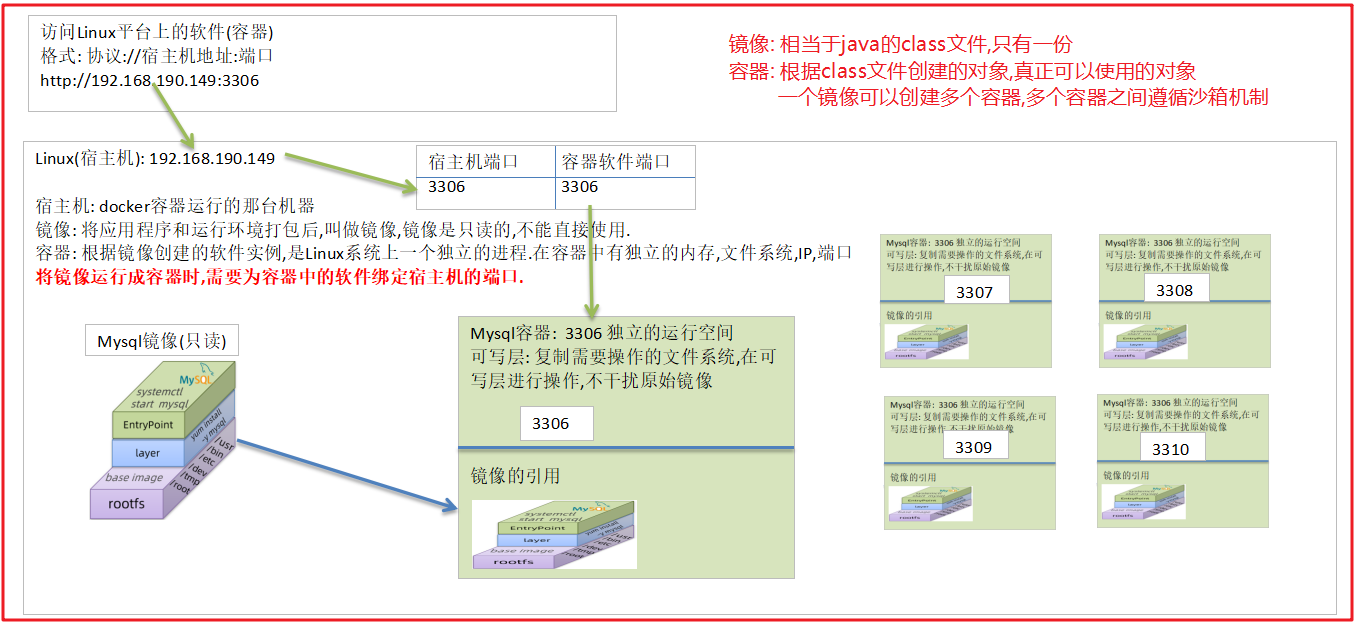 访问Linux平台上的软件(容器)
格式: 协议://宿主机地址:端口
http://192.168.190.149:3306
镜像: 相当于java的class文件,只有一份
容器: 根据class文件创建的对象,真正可以使用的对象
一个镜像可以创建多个容器,多个容器之间遵循沙箱机制
Linux(宿主机): 192.168.190.149
宿主机端口 容器软件端口
3306 3306
宿主机: docker容器运行的那台机器
镜像: 将应用程序和运行环境打包后,叫做镜像,镜像是只读的,不能直接使用.
容器: 根据镜像创建的软件实例,是Linux系统上一个独立的进程.在容器中有独立的内存,文件系统,IP,端口
将镜像运行成容器时,需要为容器中的软件绑定宿主机的端口.
Mysql镜像(只读)
MySQL
systemctl
start mysql
EntryPoint
yum install
-y mysql
layer
base image
rootfs
/usr
/bin
/etc
/dev
/tmp
/root
Mysql容器: 3306 独立的运行空间
可写层: 复制需要操作的文件系统,在可
写层进行操作,不干扰原始镜像
3306
镜像的引用
MySQL
systemctl
start mysql
EntryPoint
yum install
-y mysql
layer
base image
rootfs
Mysql容器: 3306 独立的运行空间
可写层: 复制需要操作的文件系统,在可
写层进行操作,不干扰原始镜像
3307
镜像的引用
EntryPoint
layer
base image
rootfs
Mysql容器: 3306 独立的运行空间
可写层: 复制需要操作的文件系统,在可
写层进行操作,不干扰原始镜像
3308
镜像的引用
EntryPoint
layer
base image
rootfs
Mysql容器: 3306 独立的运行空间
可写层: 复制需要操作的文件系统,在可
写层进行操作,不干扰原始镜像
3309
镜像的引用
EntryPoint
layer
base image
rootfs
Mysql容器: 3306 独立的运行空间
可写层: 复制需要操作的文件系统,在可
写层进行操作,不干扰原始镜像
3310
镜像的引用
EntryPoint
layer
base image
rootfs